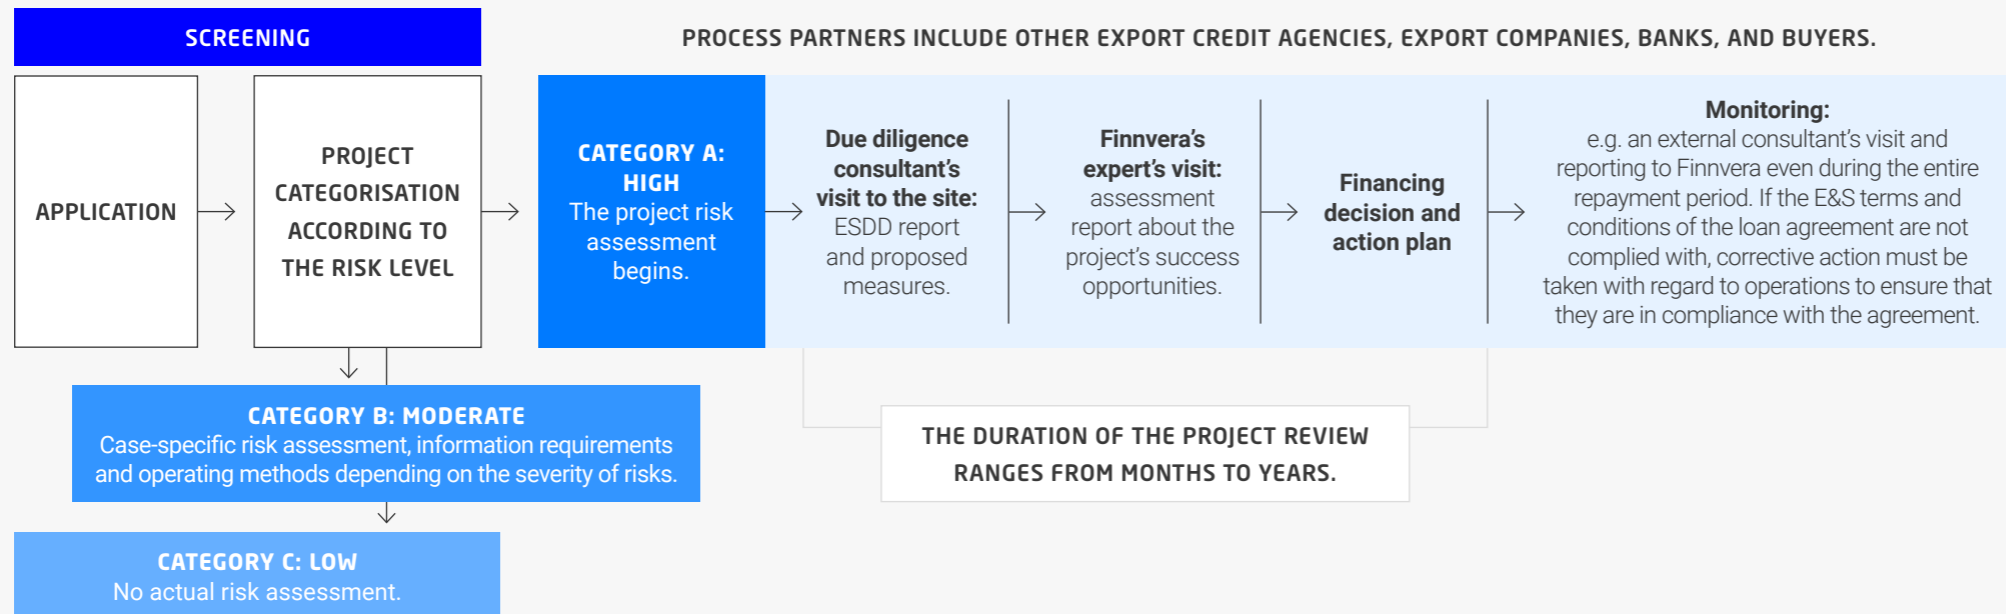 SCREENING
PROCESS PARTNERS INCLUDE OTHER EXPORT CREDIT AGENCIES, EXPORT COMPANIES, BANKS, AND BUYERS.
APPLICATION
PROJECT
CATEGORISATION
ACCORDING TO
THE RISK LEVEL
CATEGORY A:
HIGH
The project risk
assessment
begins.
Due diligence
consultant’s
visit to the site:
ESDD report
and proposed
measures.
Finnvera’s
expert’s visit:
assessment
report about the
project’s success
opportunities.
Financing
decision and
action plan
Monitoring:
e.g. an external consultant’s visit and
reporting to Finnvera even during the entire
repayment period. If the E&S terms and
conditions of the loan agreement are not
complied with, corrective action must be
taken with regard to operations to ensure that
they are in compliance with the agreement.
CATEGORY B: MODERATE
Case-specific risk assessment, information requirements
and operating methods depending on the severity of risks.
THE DURATION OF THE PROJECT REVIEW
RANGES FROM MONTHS TO YEARS.
CATEGORY C: LOW
No actual risk assessment.